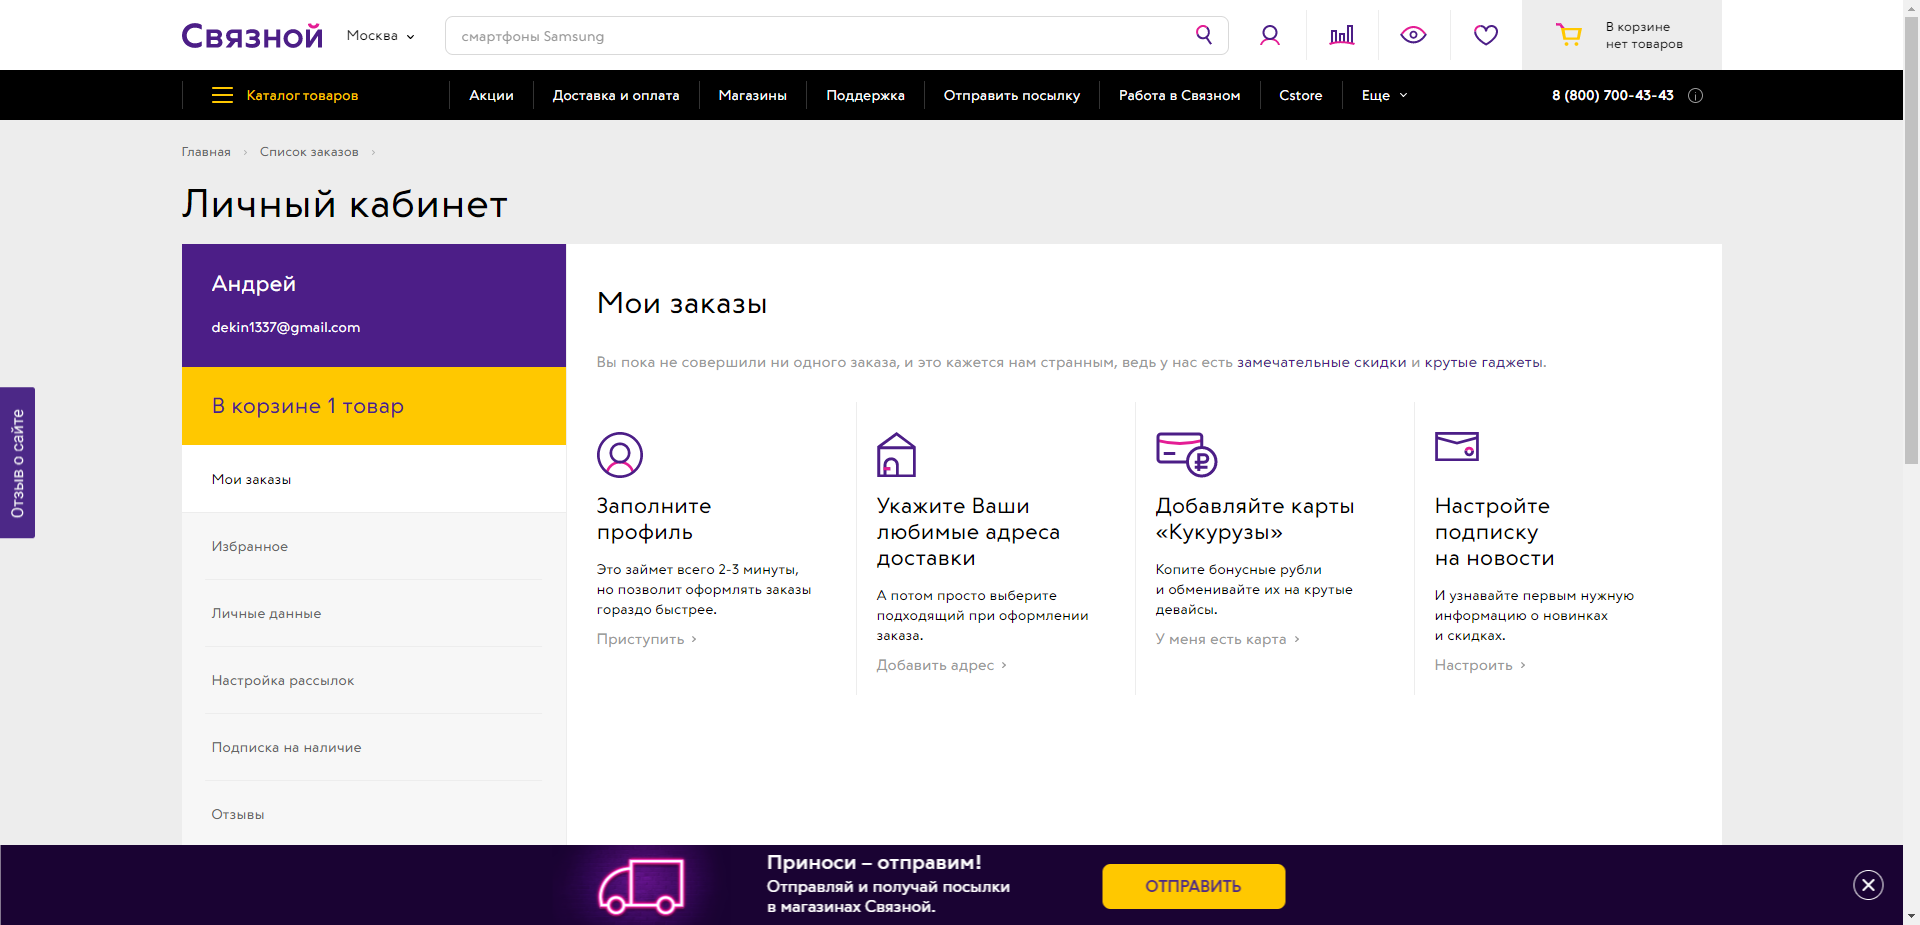 Связной
Москва
смартфоны Samsung
В корзине
нет товаров
Каталог товаров
Акции
Доставка и оплата
Магазины
Поддержка
Отправить посылку
Работа в Связном
Cstore
Еще
8 (800) 700-43-43
Главная
Список заказов
Личный кабинет
Андрей
dekin1337@gmail.com
В корзине 1 товар
Мои заказы
Избранное
Личные данные
Настройка рассылок
Подписка на наличие
Отзывы
Отзыв о сайте
Мои заказы
Вы пока не совершили ни одного заказа, и это кажется нам странным, ведь у нас есть замечательные скидки и крутые гаджеты.
Заполните
профиль
Это займет всего 2-3 минуты,
но позволит оформлять заказы
гораздо быстрее.
Приступить
Укажите Ваши
любимые адреса
доставки
А потом просто выберите
подходящий при оформлении
заказа.
Добавить адрес
Добавляйте карты
«Кукурузы»
Копите бонусные рубли
и обменивайте их на крутые
девайсы.
У меня есть карта
Настройте
подписку
на новости
И узнавайте первым нужную
информацию о новинках
и скидках.
Настроить
Приноси – отправим!
Отправляй и получай посылки
в магазинах Связной.
ОТПРАВИТЬ